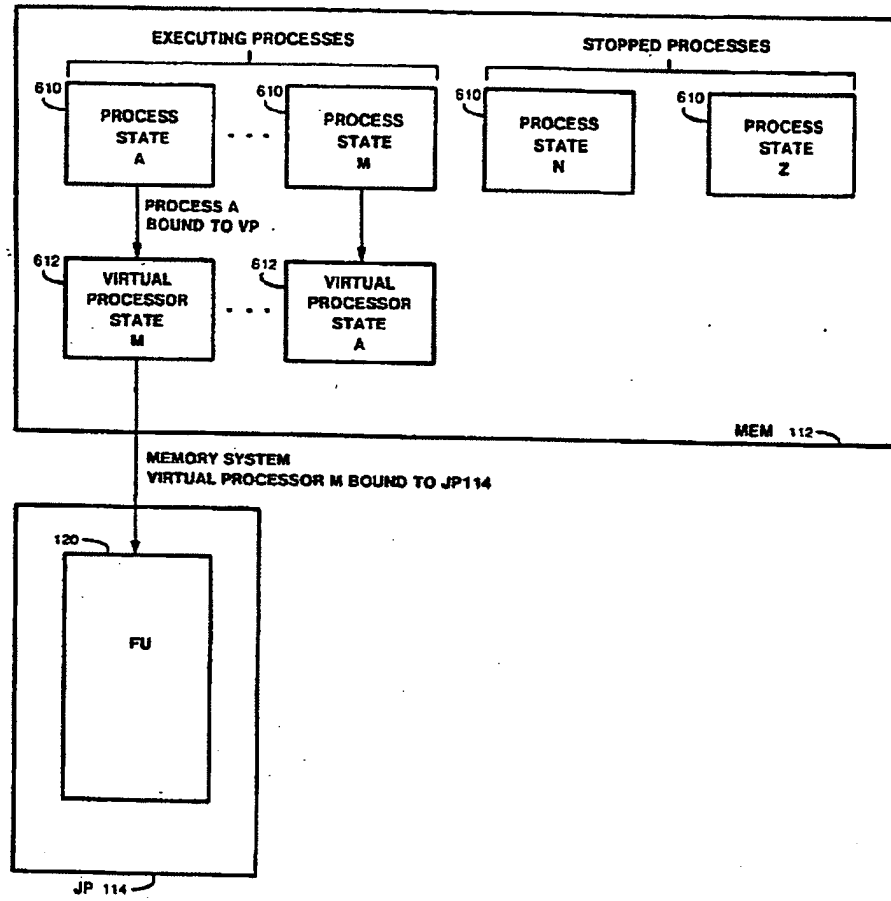 EXECUTING PROCESSES
STOPPED PROCESSES
610
PROCESS
STATE
A
610
PROCESS
STATE
M
610
PROCESS
STATE
N
610
PROCESS
STATE
Z
PROCESS A
BOUND TO VP
612
VIRTUAL
PROCESSOR
STATE
M
612
VIRTUAL
PROCESSOR
STATE
A
MEM 112
MEMORY SYSTEM
VIRTUAL PROCESSOR M BOUND TO JP114
120
FU
JP 114